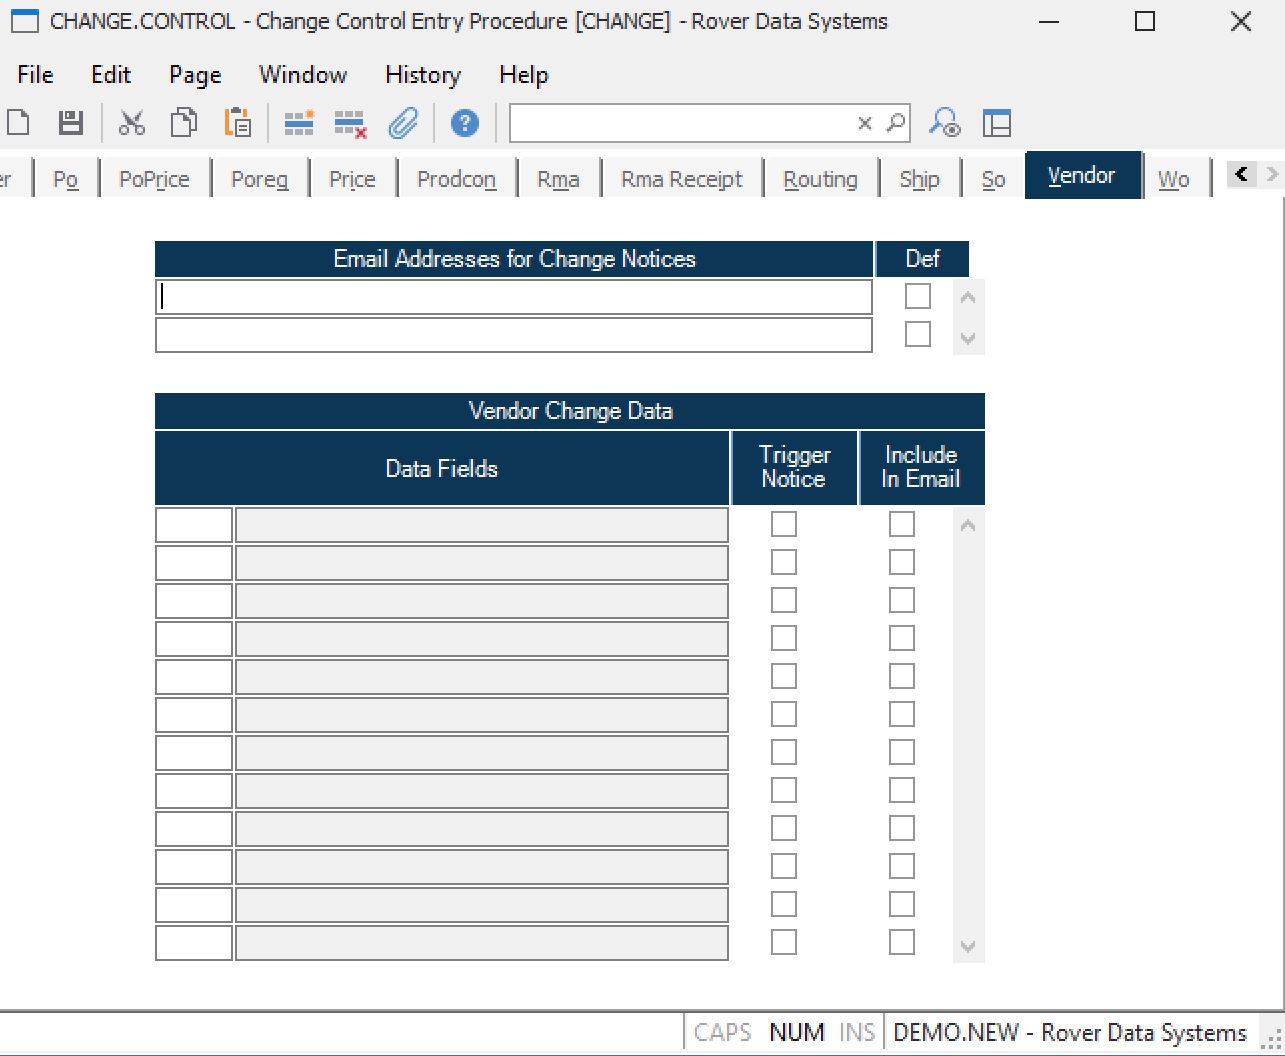 CHANGE.CONTROL - Change Control Entry Procedure [CHANGE] - Rover Data Systems
File Edit Page Window History Help
er Po PoPrice Poreg Price Prodcon Rma Rma Receipt Routing Ship So Vendor Wo
Email Addresses for Change Notices Def
Vendor Change Data
Data Fields Trigger Notice Include In Email
CAPS NUM INS DEMO.NEW - Rover Data Systems